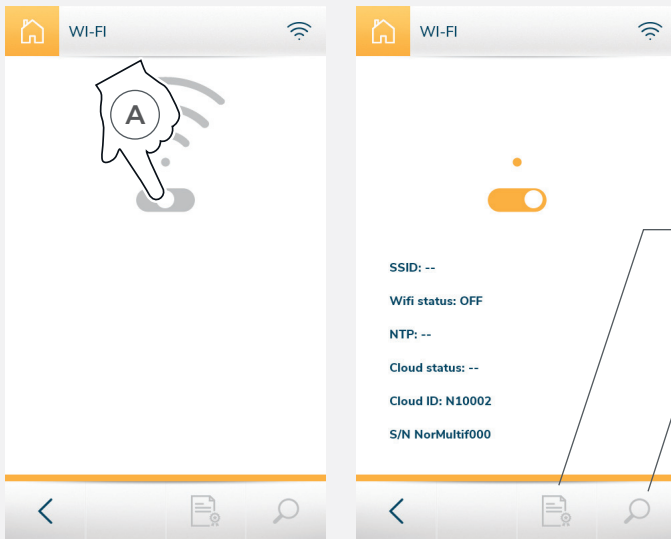 WI-FI
A
WI-FI
SSID: --
Wifi status: OFF
NTP: --
Cloud status: --
Cloud ID: N10002
S/N NorMultif000